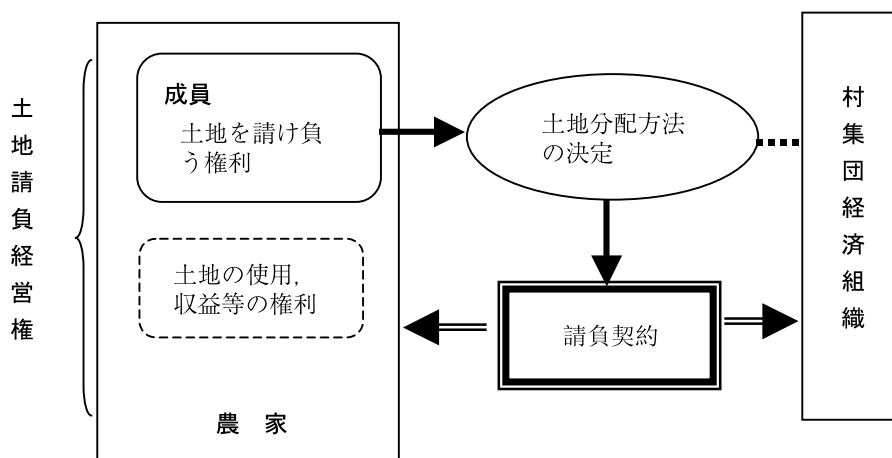 土地請負経営権
成員
土地を請け負
う権利
土地の使用,
収益等の権利
農　家
土地分配方法
の決定
請負契約
村集団経済組織